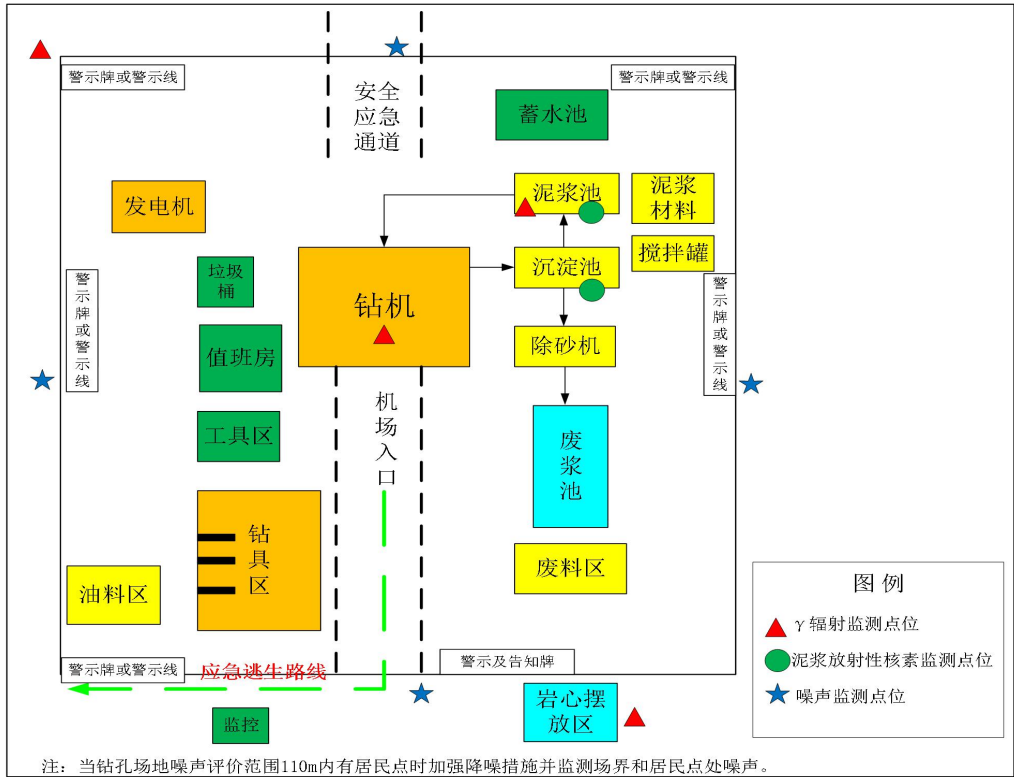 警示牌或警示线
警示牌或警示线
安全
应急
通道
蓄水池
发电机
泥浆池
泥浆
材料
垃圾
桶
钻机
沉淀池
搅拌罐
警示牌或警示线
警示牌或警示线
值班房
除砂机
工具区
机场入口
废浆池
钻具区
油料区
废料区
警示牌或警示线
应急逃生路线
警示及告知牌
监控
岩心摆
放区
图例
γ辐射监测点位
泥浆放射性核素监测点位
噪声监测点位
注：当钻孔场地噪声评价范围110m内有居民点时加强降噪措施并监测场界和居民点处噪声。